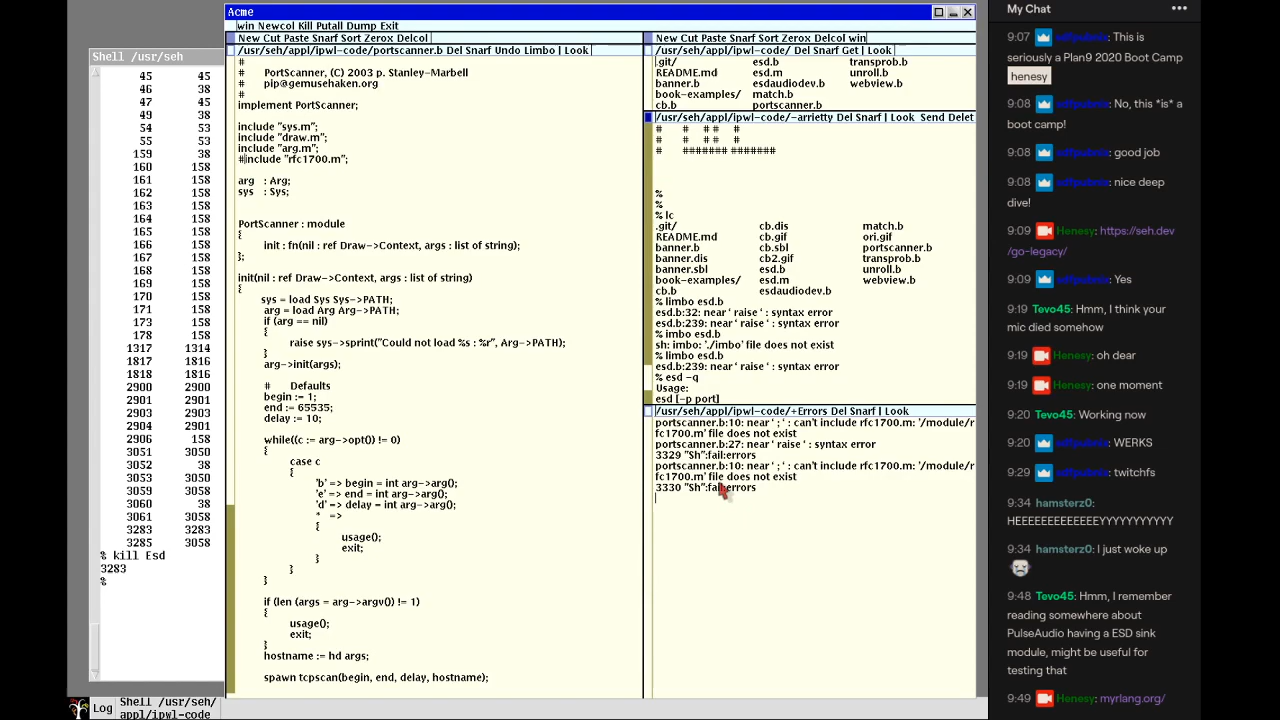 Acme
win Newcol Kill Putall Dump Exit
New Cut Paste Snarf Sort Zerox Delcol
/usr/seh/appl/ipwl-code/portscanner.b Del Snarf Undo Limbo | Look
#
# PortScanner, (C) 2003 p. Stanley-Marbell
# pip@gemusehaken.org
#
implement PortScanner;
include "sys.m";
include "draw.m";
include "arg.m";
#include "rfc1700.m";
arg : Arg;
sys : Sys;
PortScanner : module
{
init : fn(nil : ref Draw->Context, args : list of string);
};
init(nil : ref Draw->Context, args : list of string)
{
sys = load Sys Sys->PATH;
arg = load Arg Arg->PATH;
if (arg == nil)
{
raise sys->sprint("Could not load %s : %r", Arg->PATH);
}
arg->init(args);
# Defaults
begin := 1;
end := 65535;
delay := 10;
while((c := arg->opt()) != 0)
{
case c
{
'b' => begin = int arg->arg();
'e' => end = int arg->arg();
'd' => delay = int arg->arg();
* =>
{
usage();
exit;
}
}
}
if (len (args = arg->argv()) != 1)
{
usage();
exit;
}
hostname := hd args;
spawn tcpscan(begin, end, delay, hostname);
New Cut Paste Snarf Sort Zerox Delcol win
/usr/seh/appl/ipwl-code/ Del Snarf Get | Look
.git/ esd.b transprob.b
README.md esd.m unroll.b
banner.b esdaudiodev.b webview.b
book-examples/ match.b
cb.b portscanner.b
/usr/seh/appl/ipwl-code/-arrietty Del Snarf | Look Send Delet
# # # # #
# # # # #
# ####### #######
%
%
% lc
.git/ cb.dis match.b
README.md cb.gif ori.gif
banner.b cb.sbl portscanner.b
banner.dis cb2.gif transprob.b
banner.sbl esd.b unroll.b
book-examples/ esd.m webview.b
cb.b esdaudiodev.b
% limbo esd.b
esd.b:32: near ' raise ' : syntax error
esd.b:239: near ' raise ' : syntax error
% imbo esd.b
sh: imbo: './imbo' file does not exist
% limbo esd.b
esd.b:239: near ' raise ' : syntax error
% esd -q
Usage:
esd [-p port]
/usr/seh/appl/ipwl-code/+Errors Del Snarf | Look
portscanner.b:10: near ' ; ' : can't include rfc1700.m: '/module/r
fc1700.m' file does not exist
portscanner.b:27: near ' raise ' : syntax error
3329 "Sh":fail:errors
portscanner.b:10: near ' ; ' : can't include rfc1700.m: '/module/r
fc1700.m' file does not exist
3330 "Sh":fail:errors
Shell /usr/seh
45 45
46 38
47 45
49 38
54 53
55 53
159 38
160 158
161 158
162 158
163 158
164 158
165 158
166 158
167 158
168 158
169 158
170 158
171 158
173 158
178 158
1317 1314
1817 1816
1818 1816
2900 2900
2901 2900
2903 2900
2904 2901
2906 158
3051 3050
3052 38
3053 3050
3059 3058
3060 38
3061 3058
3283 3283
3285 3058
% kill Esd
3283
%
Log
Shell /usr/seh/
appl/ipwl-code
My Chat
9:07 sdfpubnix: This is
seriously a Plan9 2020 Boot Camp
henesy
9:08 sdfpubnix: No, this *is* a
boot camp!
9:08 sdfpubnix: good job
9:08 sdfpubnix: nice deep
dive!
9:09 Henesy: https://seh.dev
/go-legacy/
9:09 sdfpubnix: Yes
9:19 Tevo45: Hmm, I think your
mic died somehow
9:19 Henesy: oh dear
9:19 Henesy: one moment
9:20 Tevo45: Working now
9:20 sdfpubnix: WERKS
9:29 sdfpubnix: twitchfs
9:34 hamsterz0:
HEEEEEEEEEEEEYYYYYYYYYYY
9:34 hamsterz0: I just woke up
9:48 Tevo45: Hmm, I remember
reading somewhere about
PulseAudio having a ESD sink
module, might be useful for
testing that
9:49 Henesy: myrlang.org/